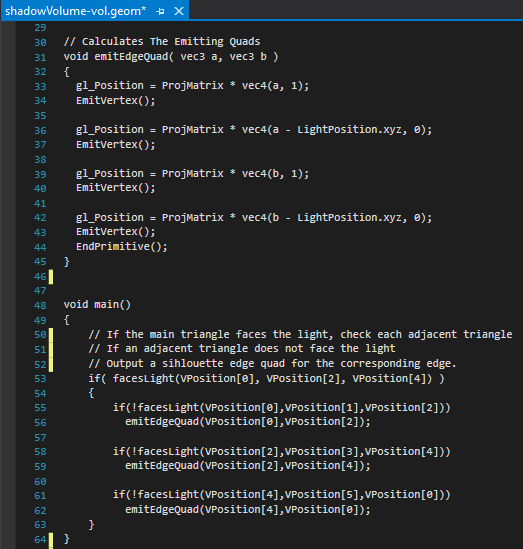 shadowVolume-vol.geom*
29
30 // Calculates The Emitting Quads
31 void emitEdgeQuad( vec3 a, vec3 b )
32 {
33 gl_Position = ProjMatrix * vec4(a, 1);
34 EmitVertex();
35
36 gl_Position = ProjMatrix * vec4(a - LightPosition.xyz, 0);
37 EmitVertex();
38
39 gl_Position = ProjMatrix * vec4(b, 1);
40 EmitVertex();
41
42 gl_Position = ProjMatrix * vec4(b - LightPosition.xyz, 0);
43 EmitVertex();
44 EndPrimitive();
45 }
46
47
48 void main()
49 {
50 // If the main triangle faces the light, check each adjacent triangle
51 // If an adjacent triangle does not face the light
52 // Output a sihlouette edge quad for the corresponding edge.
53 if( facesLight(VPosition[0], VPosition[2], VPosition[4]) )
54 {
55 if(!facesLight(VPosition[0],VPosition[1],VPosition[2]))
56 emitEdgeQuad(VPosition[0],VPosition[2]);
57
58 if(!facesLight(VPosition[2],VPosition[3],VPosition[4]))
59 emitEdgeQuad(VPosition[2],VPosition[4]);
60
61 if(!facesLight(VPosition[4],VPosition[5],VPosition[0]))
62 emitEdgeQuad(VPosition[4],VPosition[0]);
63 }
64 }